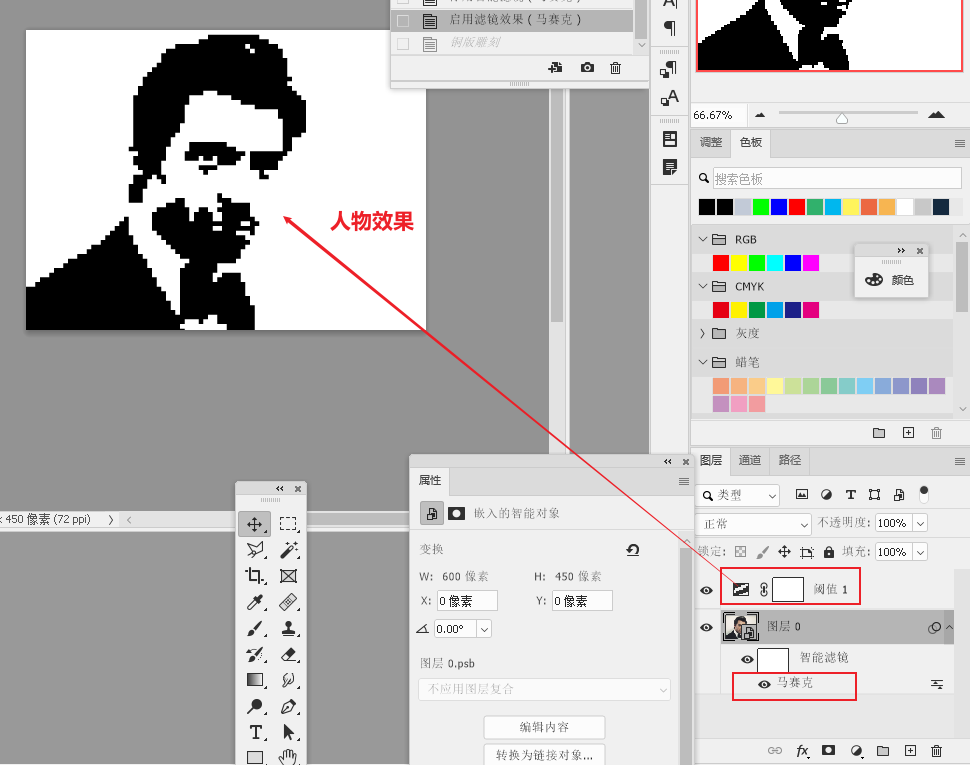 启用滤镜效果（马赛克）
铜版雕刻
人物效果
66.67%
调整
色板
搜索色板
RGB
CMYK
颜色
灰度
蜡笔
450 像素 (72 ppi)
属性
嵌入的智能对象
变换
W: 600 像素
H: 450 像素
X: 0 像素
Y: 0 像素
0.00°
图层 0.psb
不应用图层复合
编辑内容
转换为链接对象...
图层
通道
路径
类型
正常
不透明度: 100%
锁定:
填充: 100%
阈值 1
图层 0
智能滤镜
马赛克
fx